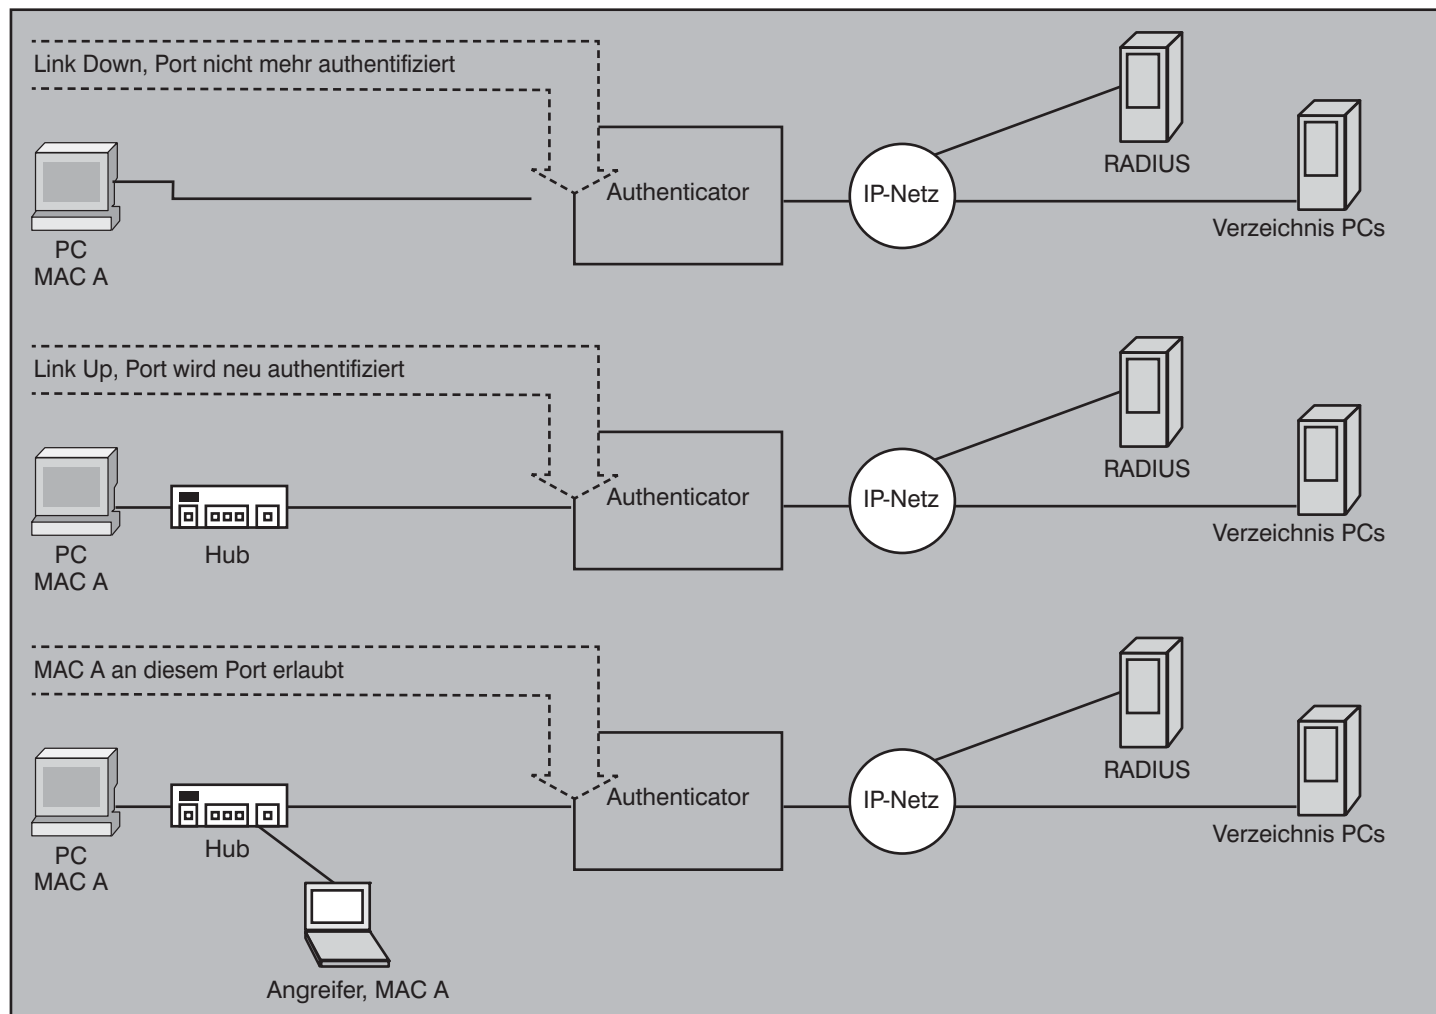 Link Down, Port nicht mehr authentifiziert
RADIUS
Authenticator
IP-Netz
Verzeichnis PCs
PC
MAC A
Link Up, Port wird neu authentifiziert
RADIUS
Authenticator
IP-Netz
Verzeichnis PCs
PC
MAC A
Hub
MAC A an diesem Port erlaubt
RADIUS
Authenticator
IP-Netz
Verzeichnis PCs
PC
MAC A
Hub
Angreifer, MAC A